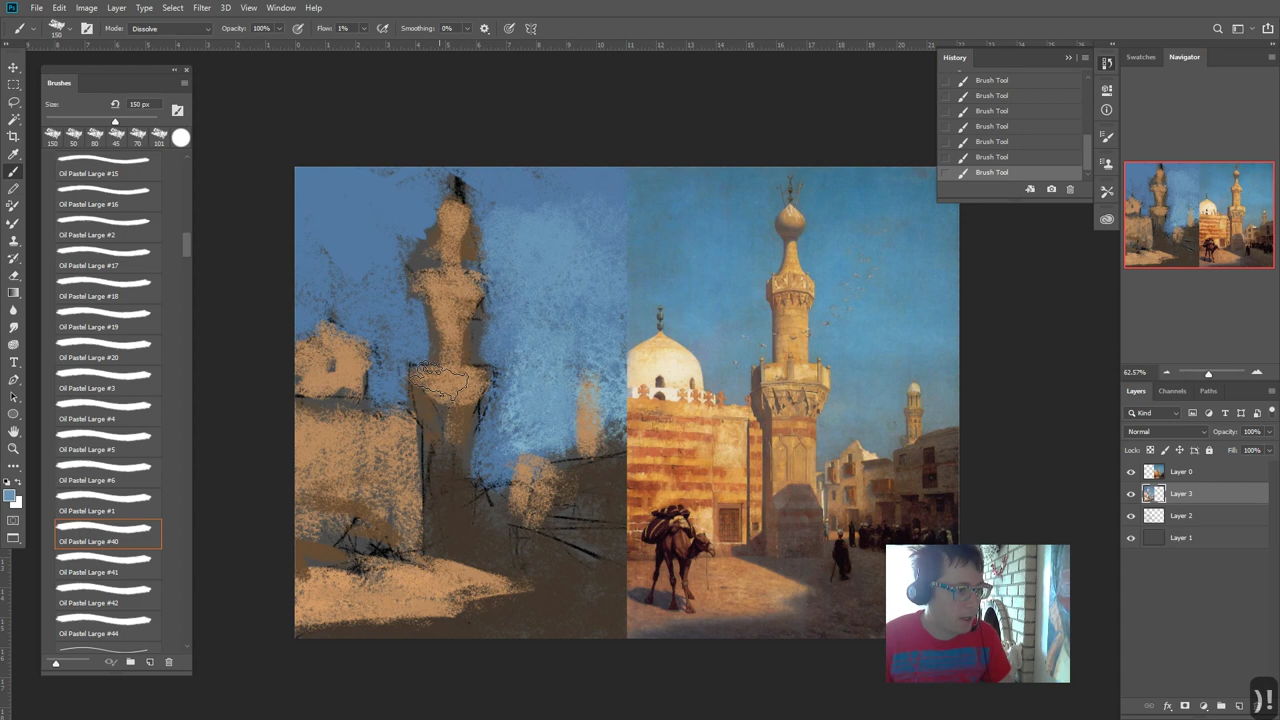 Ps File Edit Image Layer Type Select Filter 3D View Window Help
150 Mode: Dissolve Opacity: 100% Flow: 1% Smoothing: 0%
History
Brush Tool
Brush Tool
Brush Tool
Brush Tool
Brush Tool
Brush Tool
Brush Tool
Brushes
Size: 150 px
150 50 80 45 70 101
Oil Pastel Large #15
Oil Pastel Large #16
Oil Pastel Large #2
Oil Pastel Large #17
Oil Pastel Large #18
Oil Pastel Large #19
Oil Pastel Large #20
Oil Pastel Large #3
Oil Pastel Large #4
Oil Pastel Large #5
Oil Pastel Large #6
Oil Pastel Large #1
Oil Pastel Large #40
Oil Pastel Large #41
Oil Pastel Large #42
Oil Pastel Large #44
Swatches Navigator
62.57%
Layers Channels Paths
Kind
Normal Opacity: 100%
Lock: Fill: 100%
Layer 0
Layer 3
Layer 2
Layer 1
)!